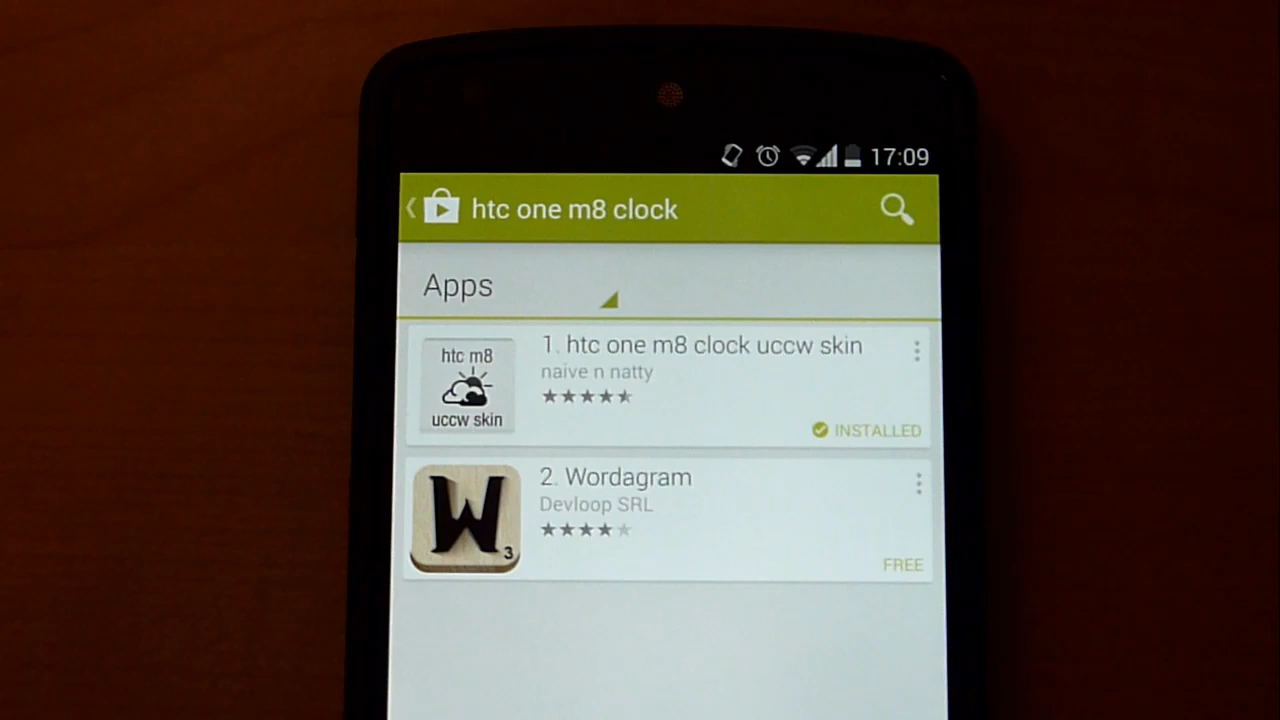 17:09
htc one m8 clock
Apps
htc m8
uccw skin
1. htc one m8 clock uccw skin
naive n natty
INSTALLED
W
3
2. Wordagram
Devloop SRL
FREE